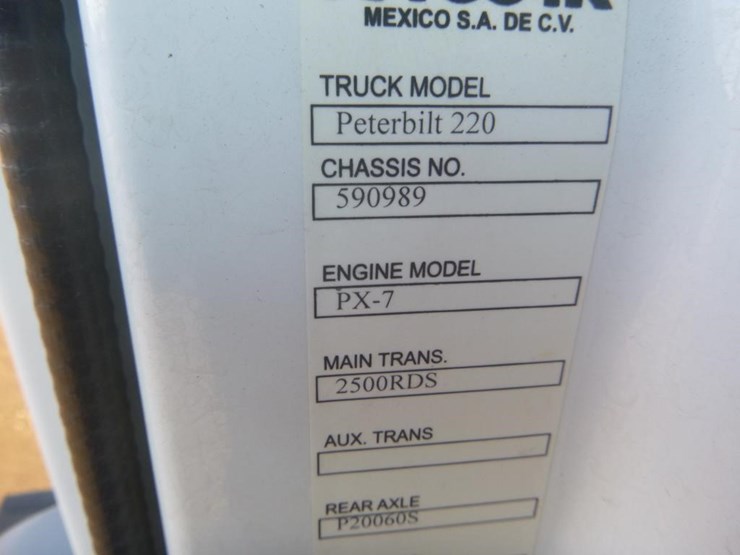 MEXICO S.A. DE C.V.
TRUCK MODEL
Peterbilt 220
CHASSIS NO.
590989
ENGINE MODEL
PX-7
MAIN TRANS.
2500RDS
AUX. TRANS
REAR AXLE
P20060S